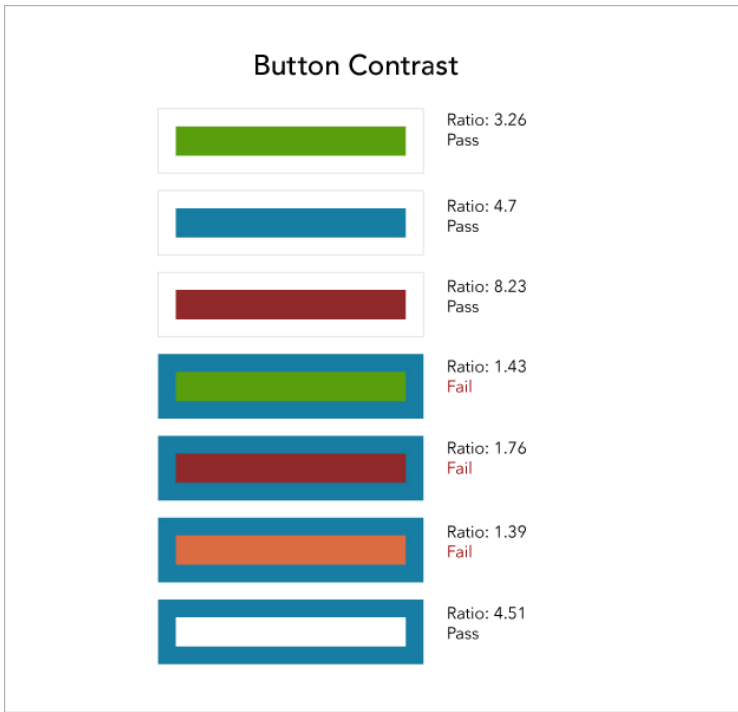 Button Contrast
Ratio: 3.26
Pass
Ratio: 4.7
Pass
Ratio: 8.23
Pass
Ratio: 1.43
Fail
Ratio: 1.76
Fail
Ratio: 1.39
Fail
Ratio: 4.51
Pass